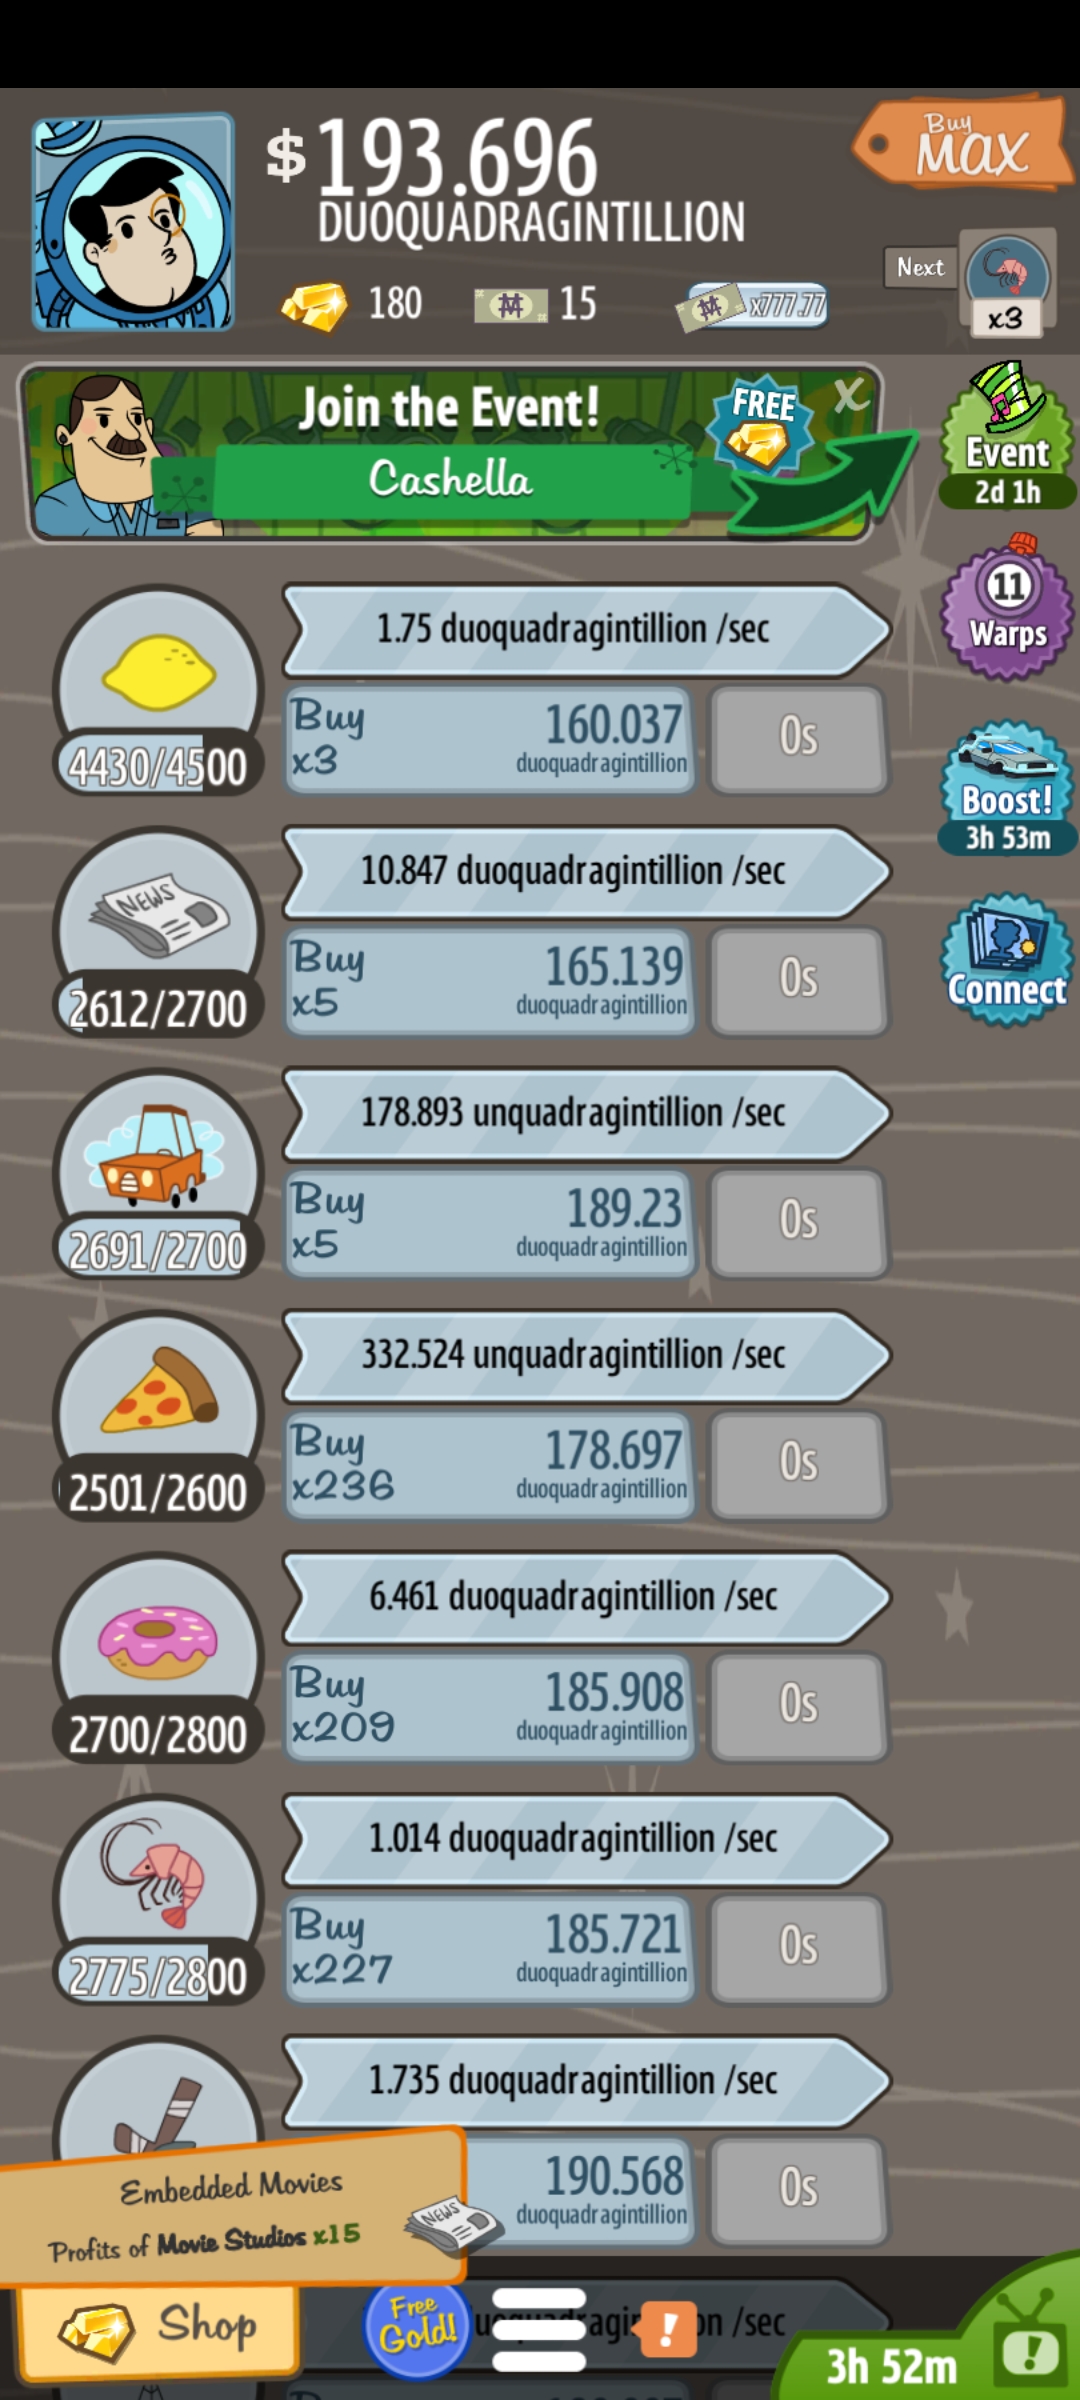 $193.696
DUOQUADRAGINTILLION
Buy
MAX
180
15
x777.77
Next
x3
Join the Event!
Cashella
FREE
X
Event
2d 1h
11
Warps
Boost!
3h 53m
Connect
1.75 duoquadragintillion /sec
4430/4500
Buy
x3
160.037
duoquadragintillion
0s
NEWS
10.847 duoquadragintillion /sec
2612/2700
Buy
x5
165.139
duoquadragintillion
0s
178.893 unquadragintillion /sec
2691/2700
Buy
x5
189.23
duoquadragintillion
0s
332.524 unquadragintillion /sec
2501/2600
Buy
x236
178.697
duoquadragintillion
0s
6.461 duoquadragintillion /sec
2700/2800
Buy
x209
185.908
duoquadragintillion
0s
1.014 duoquadragintillion /sec
2775/2800
Buy
x227
185.721
duoquadragintillion
0s
1.735 duoquadragintillion /sec
190.568
duoquadragintillion
0s
Embedded Movies
Profits of Movie Studios x15
NEWS
Shop
Free
Gold!
!
/sec
3h 52m
!